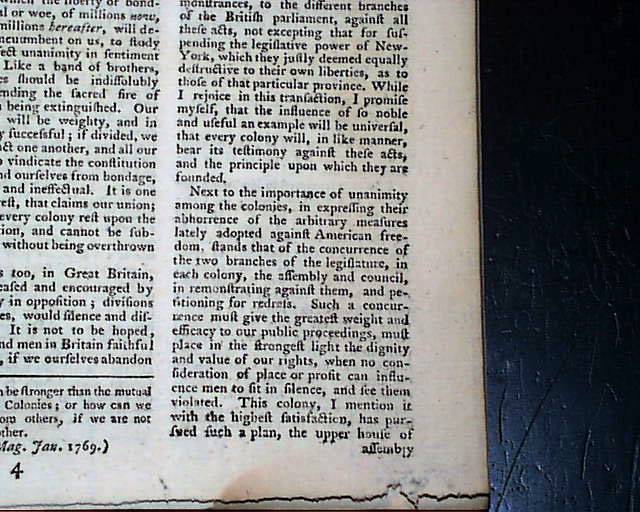 which the liberty or bond-
al or woe, of millions now,
millions hereafter, will de-
ncumbent on us, to ſtudy
fect unanimity in ſentiment
Like a band of brothers,
es ſhould be indiſſolubly
nding the ſacred fire of
being extinguiſhed. Our
will be weighty, and in
y ſucceſsful; if divided, we
act one another, and all our
o vindicate the conſtitution
nd ourſelves from bondage,
and ineffectual. It is one
reſt, that claims our union;
every colony reſt upon the
tion, and cannot be ſub-
without being overthrown
s too, in Great Britain,
eaſed and encouraged by
y in oppoſition; diviſions
es, would ſilence and diſ-
It is not to be hoped,
nd men in Britain faithful
, if we ourſelves abandon
n be ſtronger than the mutual
Colonies; or how can we
om others, if we are not
other.
Mag. Jan. 1769.)
4
monſtrances, to the different branches
of the Britiſh parliament, againſt all
theſe acts, not excepting that for ſuſ-
pending the legiſlative power of New-
York, which they juſtly deemed equally
deſtructive to their own liberties, as to
thoſe of that particular province. While
I rejoice in this tranſaction, I promiſe
myſelf, that the influence of ſo noble
and uſeful an example will be univerſal,
that every colony will, in like manner,
bear its teſtimony againſt theſe acts,
and the principle upon which they are
founded.
Next to the importance of unanimity
among the colonies, in expreſſing their
abhorrence of the arbitrary meaſures
lately adopted againſt American free-
dom, ſtands that of the concurrence of
the two branches of the legiſlature, in
each colony, the aſſembly and council,
in remonſtrating againſt them, and pe-
titioning for redreſs. Such a concur-
rence muſt give the greateſt weight and
efficacy to our public proceedings, muſt
place in the ſtrongeſt light the dignity
and value of our rights, when no con-
ſideration of place or profit can influ-
ence men to ſit in ſilence, and ſee them
violated. This colony, I mention it
with the higheſt ſatisfaction, has pur-
ſued ſuch a plan, the upper houſe of
aſſembly